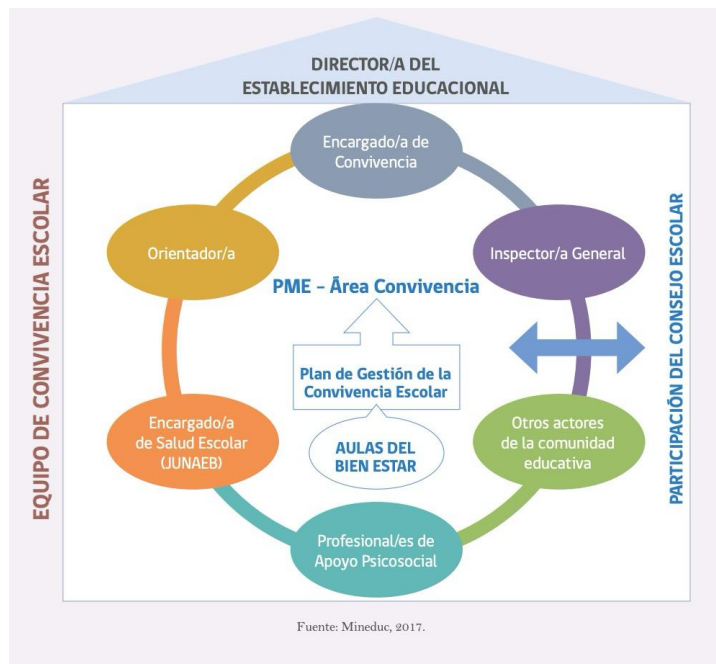 DIRECTOR/A DEL
ESTABLECIMIENTO EDUCACIONAL
EQUIPO DE CONVIVENCIA ESCOLAR
Encargado/a de
Convivencia
Orientador/a
Inspector/a General
PME – Área Convivencia
Plan de Gestión de la
Convivencia Escolar
AULAS DEL
BIEN ESTAR
Encargado/a
de Salud Escolar
(JUNAEB)
Otros actores
de la comunidad
educativa
Profesional/es de
Apoyo Psicosocial
PARTICIPACIÓN DEL CONSEJO ESCOLAR
Fuente: Mineduc, 2017.